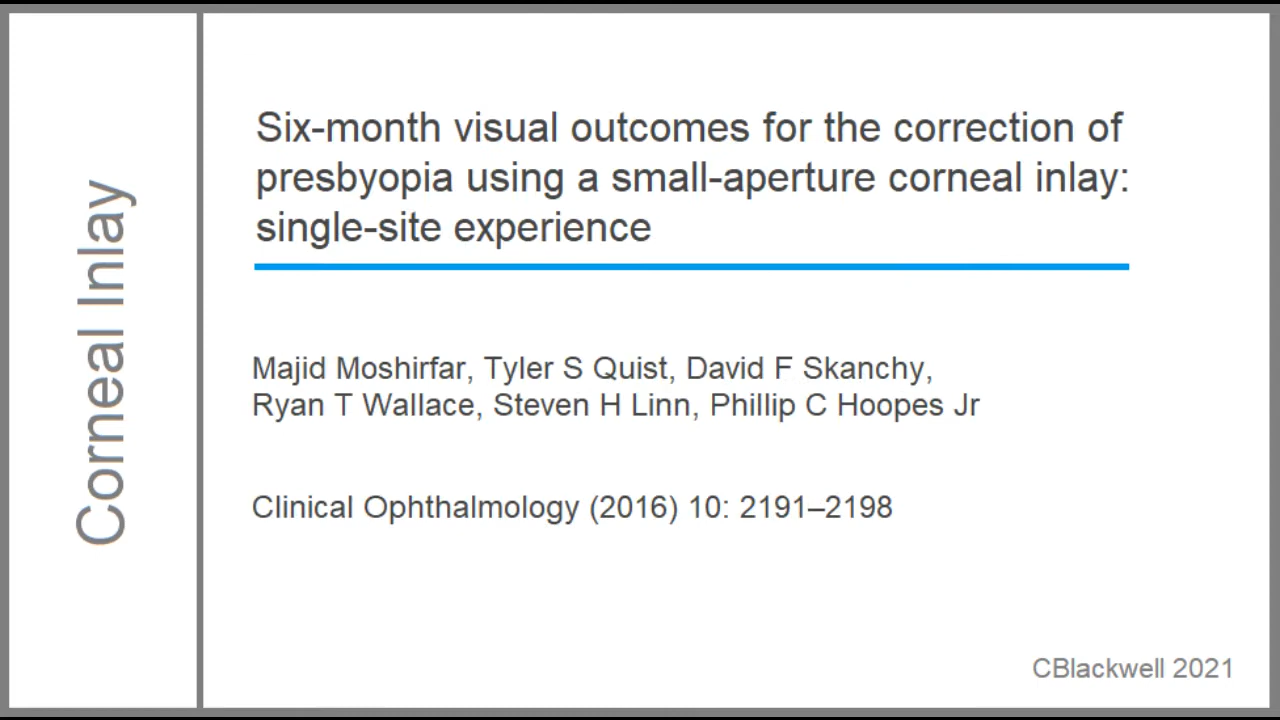 Corneal Inlay
Six-month visual outcomes for the correction of
presbyopia using a small-aperture corneal inlay:
single-site experience
Majid Moshirfar, Tyler S Quist, David F Skanchy,
Ryan T Wallace, Steven H Linn, Phillip C Hoopes Jr
Clinical Ophthalmology (2016) 10: 2191–2198
CBlackwell 2021